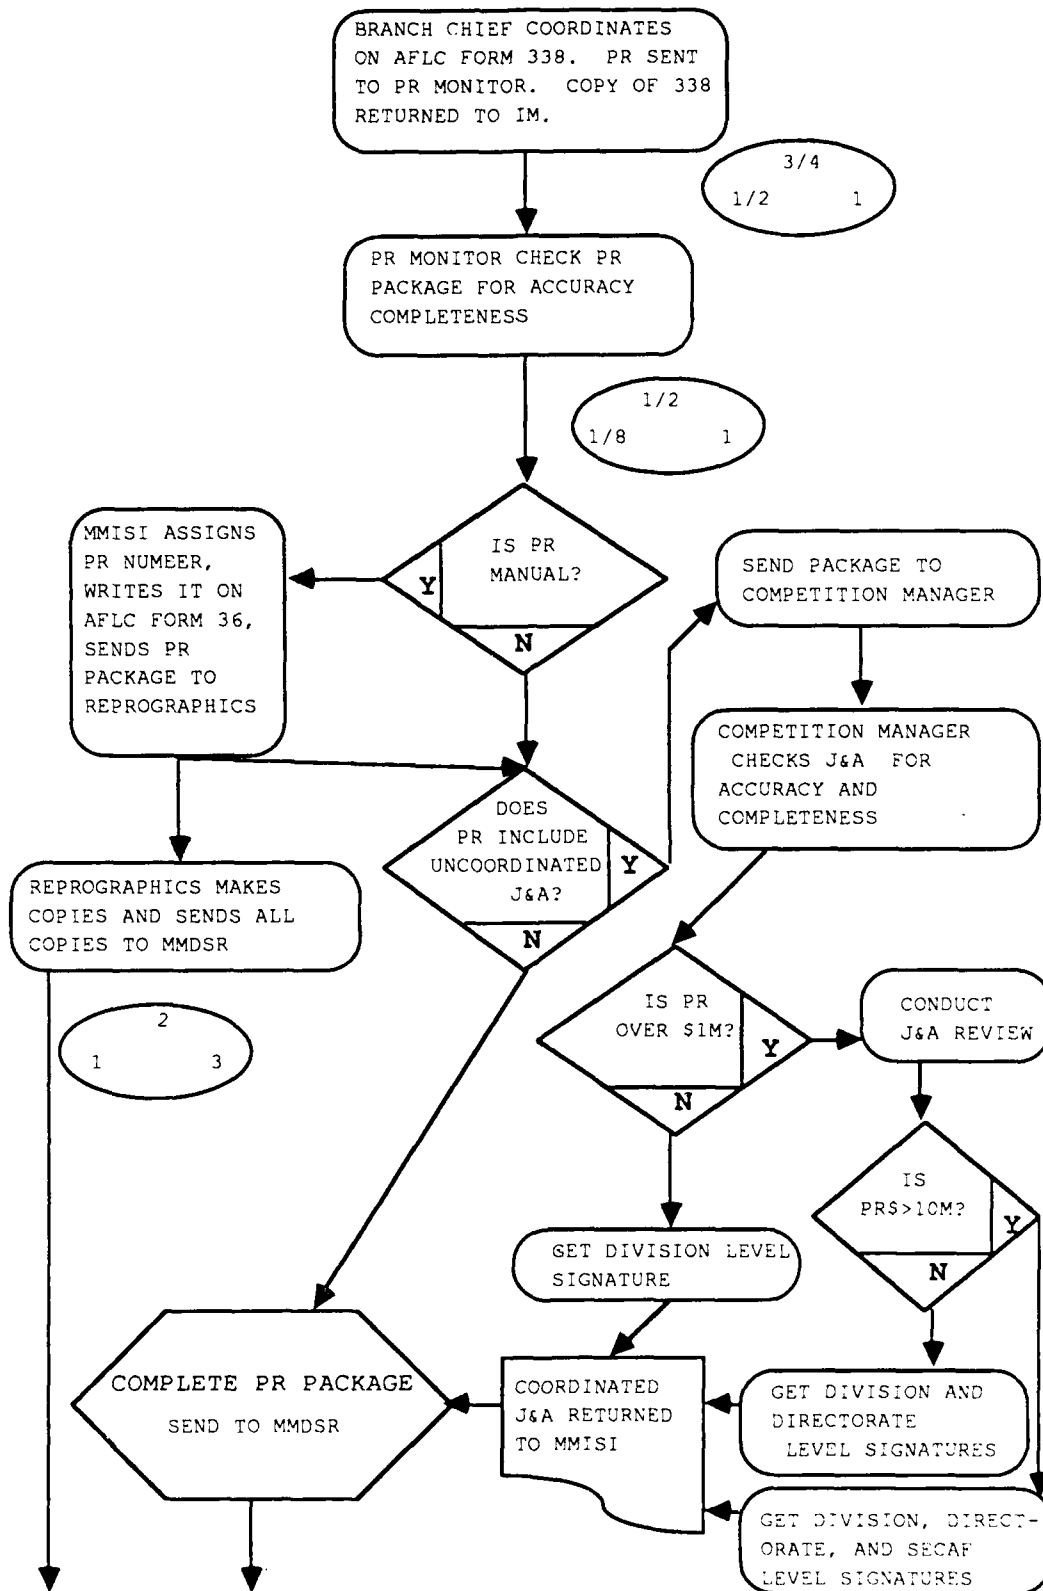 BRANCH CHIEF COORDINATES
ON AFLC FORM 338. PR SENT
TO PR MONITOR. COPY OF 338
RETURNED TO IM.
3/4
1/2 1
PR MONITOR CHECK PR
PACKAGE FOR ACCURACY
COMPLETENESS
1/2
1/8 1
MMISI ASSIGNS
PR NUMEER,
WRITES IT ON
AFLC FORM 36,
SENDS PR
PACKAGE TO
REPROGRAPHICS
IS PR
MANUAL?
Y
N
SEND PACKAGE TO
COMPETITION MANAGER
COMPETITION MANAGER
CHECKS J&A FOR
ACCURACY AND
COMPLETENESS
DOES
PR INCLUDE
UNCOORDINATED
J&A?
Y
N
REPROGRAPHICS MAKES
COPIES AND SENDS ALL
COPIES TO MMDSR
2
1 3
IS PR
OVER $1M?
Y
N
CONDUCT
J&A REVIEW
IS
PR$>10M?
Y
N
GET DIVISION LEVEL
SIGNATURE
COMPLETE PR PACKAGE
SEND TO MMDSR
COORDINATED
J&A RETURNED
TO MMISI
GET DIVISION AND
DIRECTORATE
LEVEL SIGNATURES
GET DIVISION, DIRECT-
ORATE, AND SECAF
LEVEL SIGNATURES